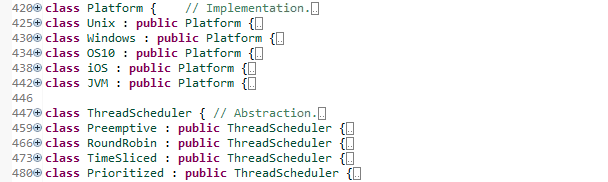 420 class Platform {    // Implementation.
425 class Unix : public Platform {
430 class Windows : public Platform {
434 class OS10 : public Platform {
438 class iOS : public Platform {
442 class JVM : public Platform {
446
447 class ThreadScheduler { // Abstraction.
459 class Preemptive : public ThreadScheduler {
466 class RoundRobin : public ThreadScheduler {
473 class TimeSliced : public ThreadScheduler {
480 class Prioritized : public ThreadScheduler {